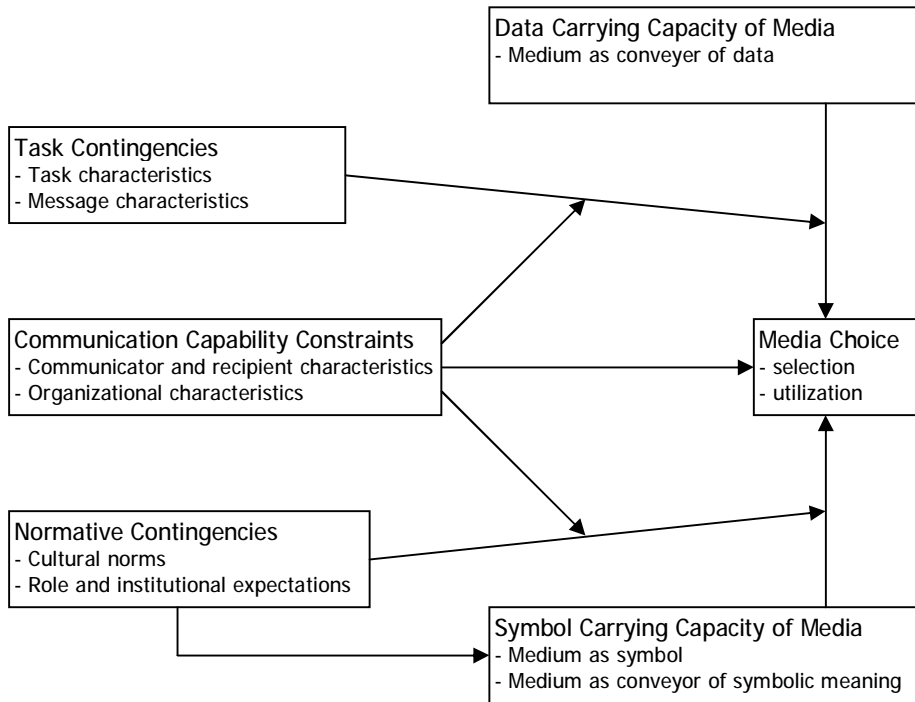 Data Carrying Capacity of Media
- Medium as conveyer of data
Task Contingencies
- Task characteristics
- Message characteristics
Communication Capability Constraints
- Communicator and recipient characteristics
- Organizational characteristics
Media Choice
- selection
- utilization
Normative Contingencies
- Cultural norms
- Role and institutional expectations
Symbol Carrying Capacity of Media
- Medium as symbol
- Medium as conveyor of symbolic meaning